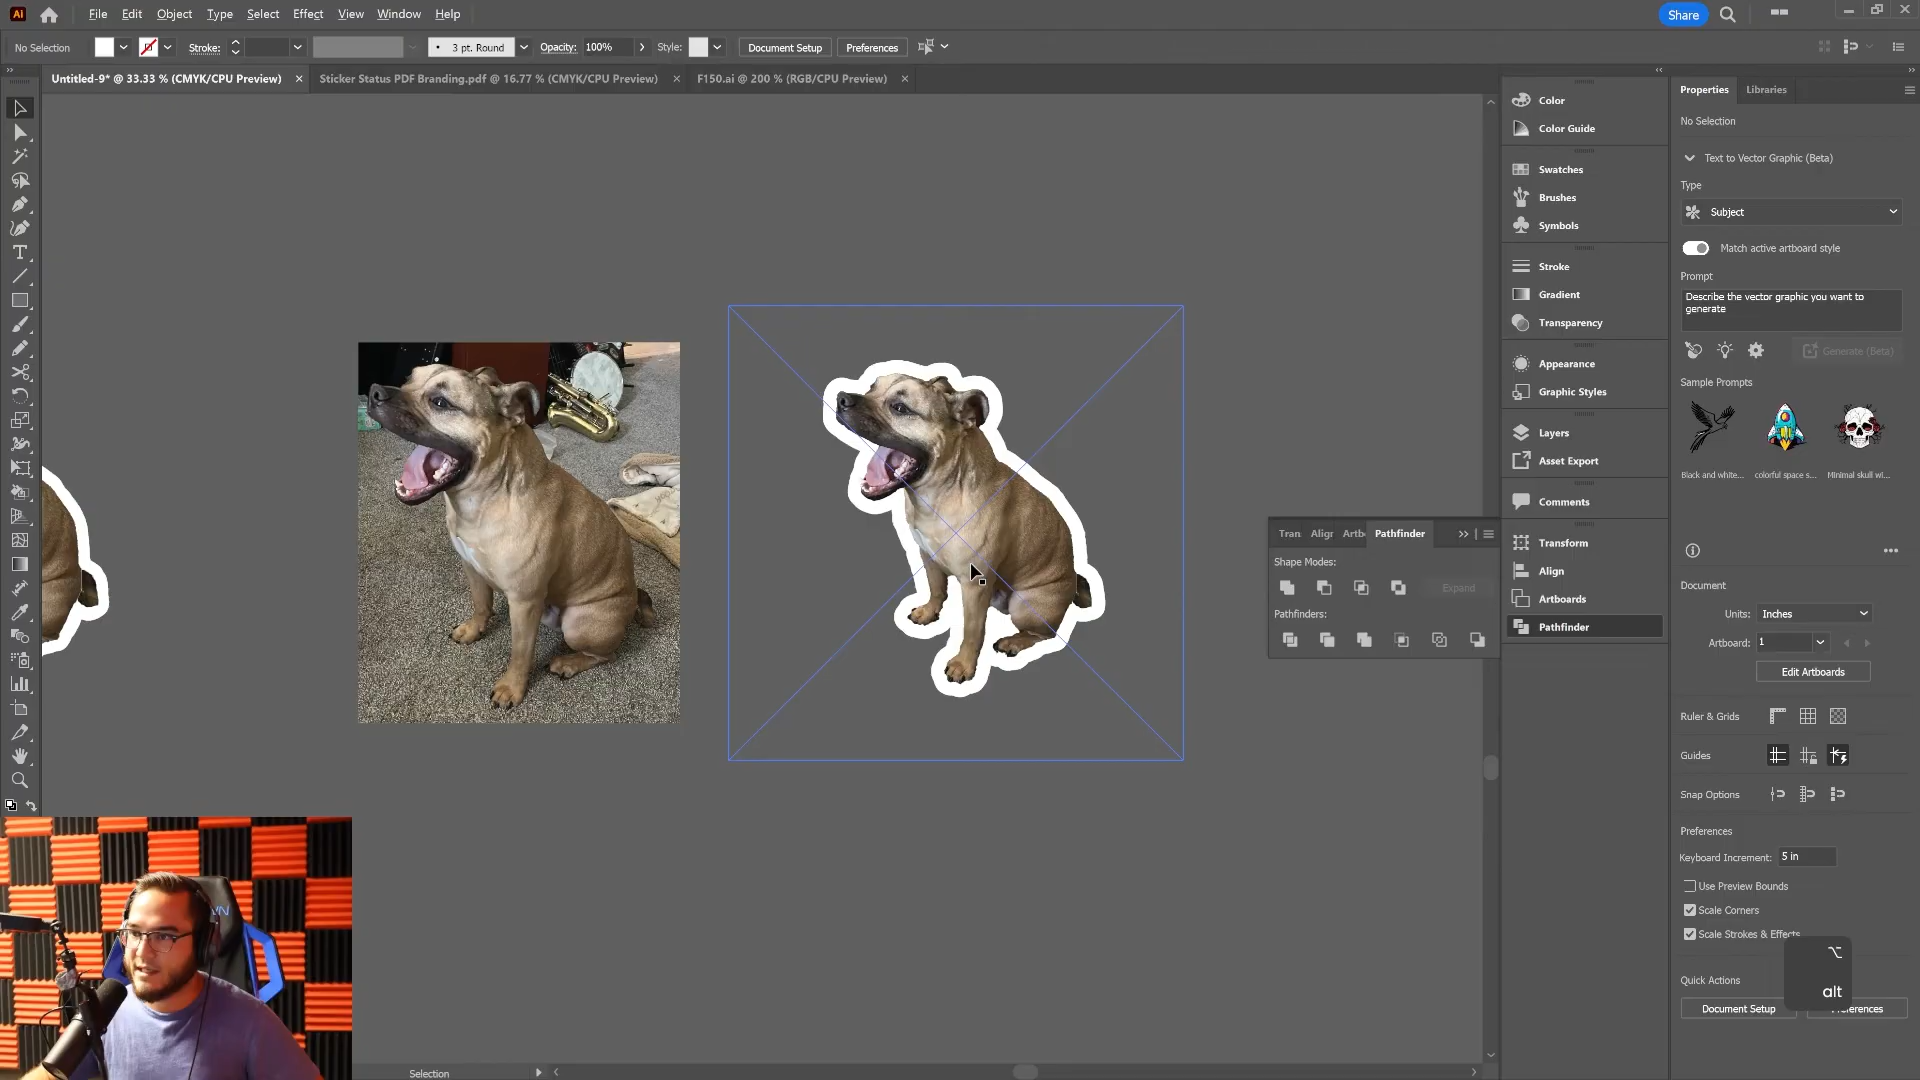 Ai
File
Edit
Object
Type
Select
Effect
View
Window
Help
Share
No Selection
Stroke:
3 pt. Round
Opacity:
100%
Style:
Document Setup
Preferences
Untitled-9* @ 33.33 % (CMYK/CPU Preview)
Sticker Status PDF Branding.pdf @ 16.77 % (CMYK/CPU Preview)
F150.ai @ 200 % (RGB/CPU Preview)
Color
Color Guide
Swatches
Brushes
Symbols
Stroke
Gradient
Transparency
Appearance
Graphic Styles
Layers
Asset Export
Comments
Transform
Align
Artboards
Pathfinder
Tran
Align
Artb
Pathfinder
Shape Modes:
Expand
Pathfinders:
Properties
Libraries
No Selection
Text to Vector Graphic (Beta)
Type
Subject
Match active artboard style
Prompt
Describe the vector graphic you want to
generate
Generate (Beta)
Sample Prompts
Black and white...
colorful space s...
Minimal skull wi...
Document
Units:
Inches
Artboard:
1
Edit Artboards
Ruler & Grids
Guides
Snap Options
Preferences
Keyboard Increment:
5 in
Use Preview Bounds
Scale Corners
Scale Strokes & Effects
alt
Quick Actions
Document Setup
Preferences
Selection